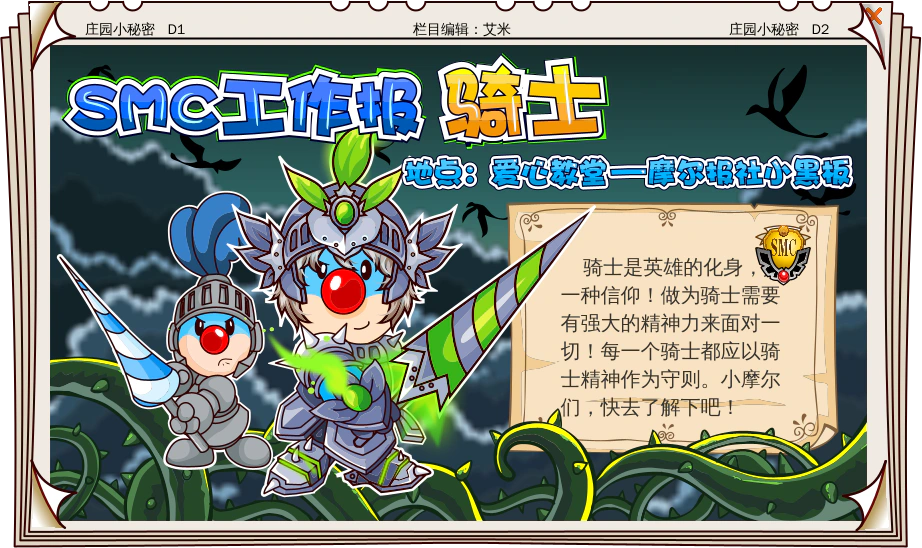 庄园小秘密 D1 栏目编辑：艾米 庄园小秘密 D2
SMC工作报 骑士
地点：爱心教堂——摩尔报社小黑板
SMC
骑士是英雄的化身，
一种信仰！做为骑士需要
有强大的精神力来面对一
切！每一个骑士都应以骑
士精神作为守则。小摩尔
们，快去了解下吧！